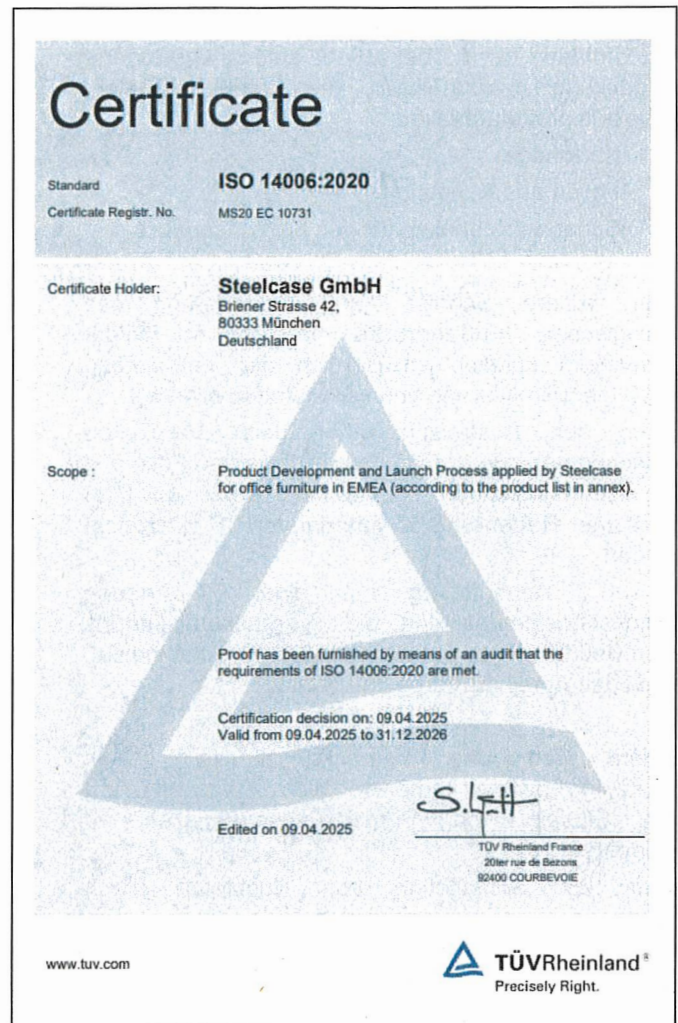 Certificate
Standard ISO 14006:2020
Certificate Registr. No. MS20 EC 10731
Certificate Holder: Steelcase GmbH
Briener Strasse 42,
80333 München
Deutschland
Scope : Product Development and Launch Process applied by Steelcase
for office furniture in EMEA (according to the product list in annex).
Proof has been furnished by means of an audit that the
requirements of ISO 14006:2020 are met.
Certification decision on: 09.04.2025
Valid from 09.04.2025 to 31.12.2026
Edited on 09.04.2025
TÜV Rheinland France
20ter rue de Bezons
92400 COURBEVOIE
www.tuv.com
TÜVRheinland®
Precisely Right.